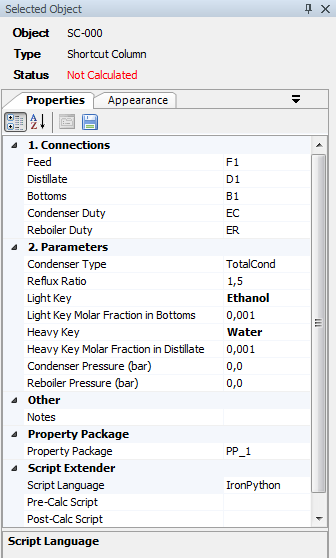 Selected Object
Object SC-000
Type Shortcut Column
Status Not Calculated
Properties Appearance
1. Connections
Feed F1
Distillate D1
Bottoms B1
Condenser Duty EC
Reboiler Duty ER
2. Parameters
Condenser Type TotalCond
Reflux Ratio 1,5
Light Key Ethanol
Light Key Molar Fraction in Bottoms 0,001
Heavy Key Water
Heavy Key Molar Fraction in Distillate 0,001
Condenser Pressure (bar) 0,0
Reboiler Pressure (bar) 0,0
Other
Notes
Property Package
Property Package PP_1
Script Extender
Script Language IronPython
Pre-Calc Script
Post-Calc Script
Script Language